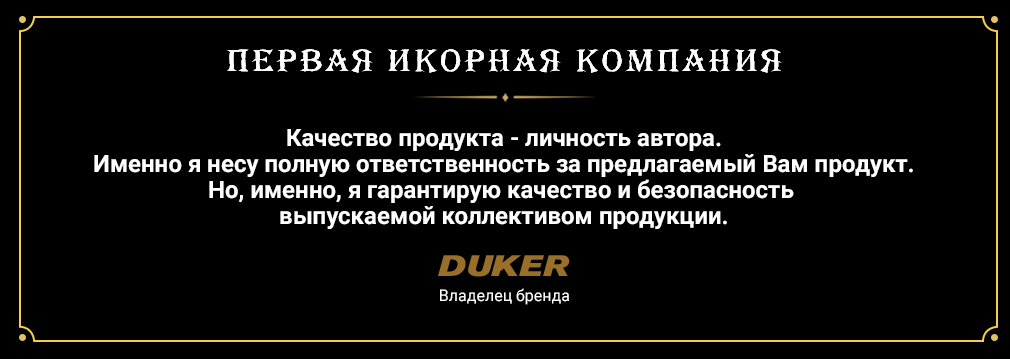 ПЕРВАЯ ИКОРНАЯ КОМПАНИЯ
Качество продукта - личность автора.
Именно я несу полную ответственность за предлагаемый Вам продукт.
Но, именно, я гарантирую качество и безопасность
выпускаемой коллективом продукции.
DUKER
Владелец бренда